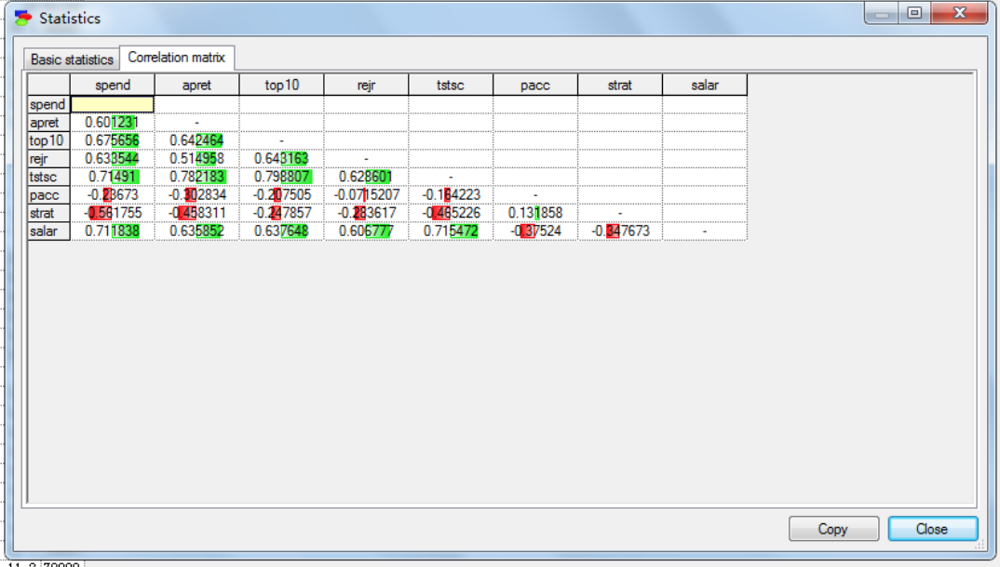 Statistics
Basic statistics Correlation matrix
spend apret top10 rejr tstsc pacc strat salar
spend
apret 0.601231 -
top10 0.675656 0.642464 -
rejr 0.633544 0.514958 0.643163 -
tstsc 0.71491 0.782183 0.798807 0.628601 -
pacc -0.23673 -0.302834 -0.207505 -0.0715207 -0.164223 -
strat -0.561755 -0.458311 -0.247857 -0.283617 -0.465226 0.131858 -
salar 0.711838 0.635852 0.637648 0.606777 0.715472 -0.37524 -0.347673 -
Copy Close